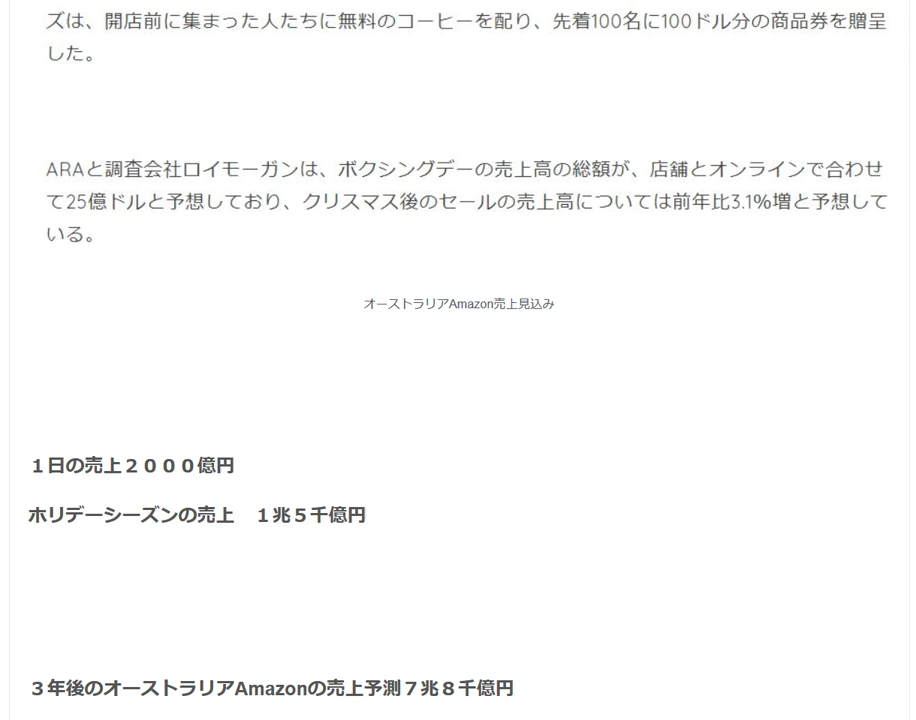 ズは、開店前に集まった人たちに無料のコーヒーを配り、先着100名に100ドル分の商品券を贈呈
した。
ARAと調査会社ロイモーガンは、ボクシングデーの売上高の総額が、店舗とオンラインで合わせ
て25億ドルと予想しており、クリスマス後のセールの売上高については前年比3.1%増と予想して
いる。
オーストラリアAmazon売上見込み
１日の売上２０００億円
ホリデーシーズンの売上　１兆５千億円
３年後のオーストラリアAmazonの売上予測７兆８千億円